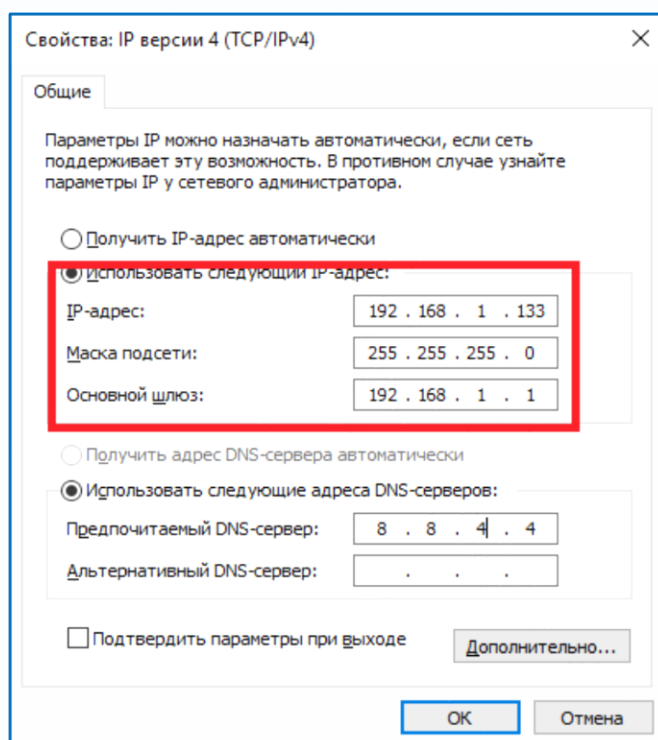 Свойства: IP версии 4 (TCP/IPv4)
Общие
Параметры IP можно назначать автоматически, если сеть
поддерживает эту возможность. В противном случае узнайте
параметры IP у сетевого администратора.
Получить IP-адрес автоматически
Использовать следующий IP-адрес:
IP-адрес: 192 . 168 . 1 . 133
Маска подсети: 255 . 255 . 255 . 0
Основной шлюз: 192 . 168 . 1 . 1
Получить адрес DNS-сервера автоматически
Использовать следующие адреса DNS-серверов:
Предпочитаемый DNS-сервер: 8 . 8 . 4 . 4
Альтернативный DNS-сервер: . . .
Подтвердить параметры при выходе
Дополнительно...
ОК Отмена